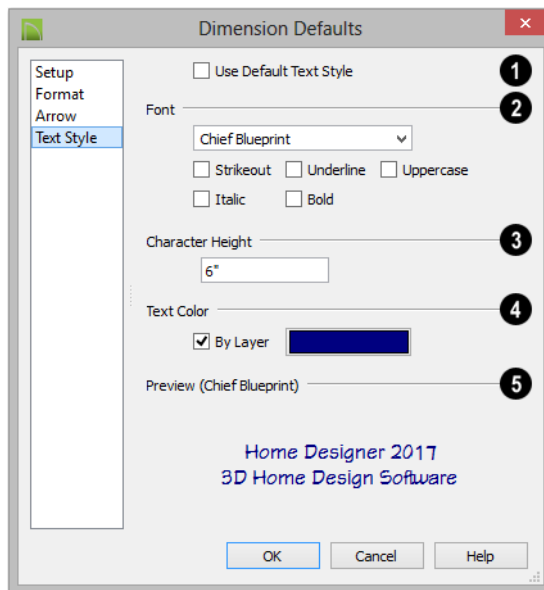 Dimension Defaults
Setup
Format
Arrow
Text Style
Use Default Text Style
1
Font
2
Chief Blueprint
Strikeout Underline Uppercase
Italic Bold
Character Height
3
6"
Text Color
4
By Layer
Preview (Chief Blueprint)
5
Home Designer 2017
3D Home Design Software
OK Cancel Help